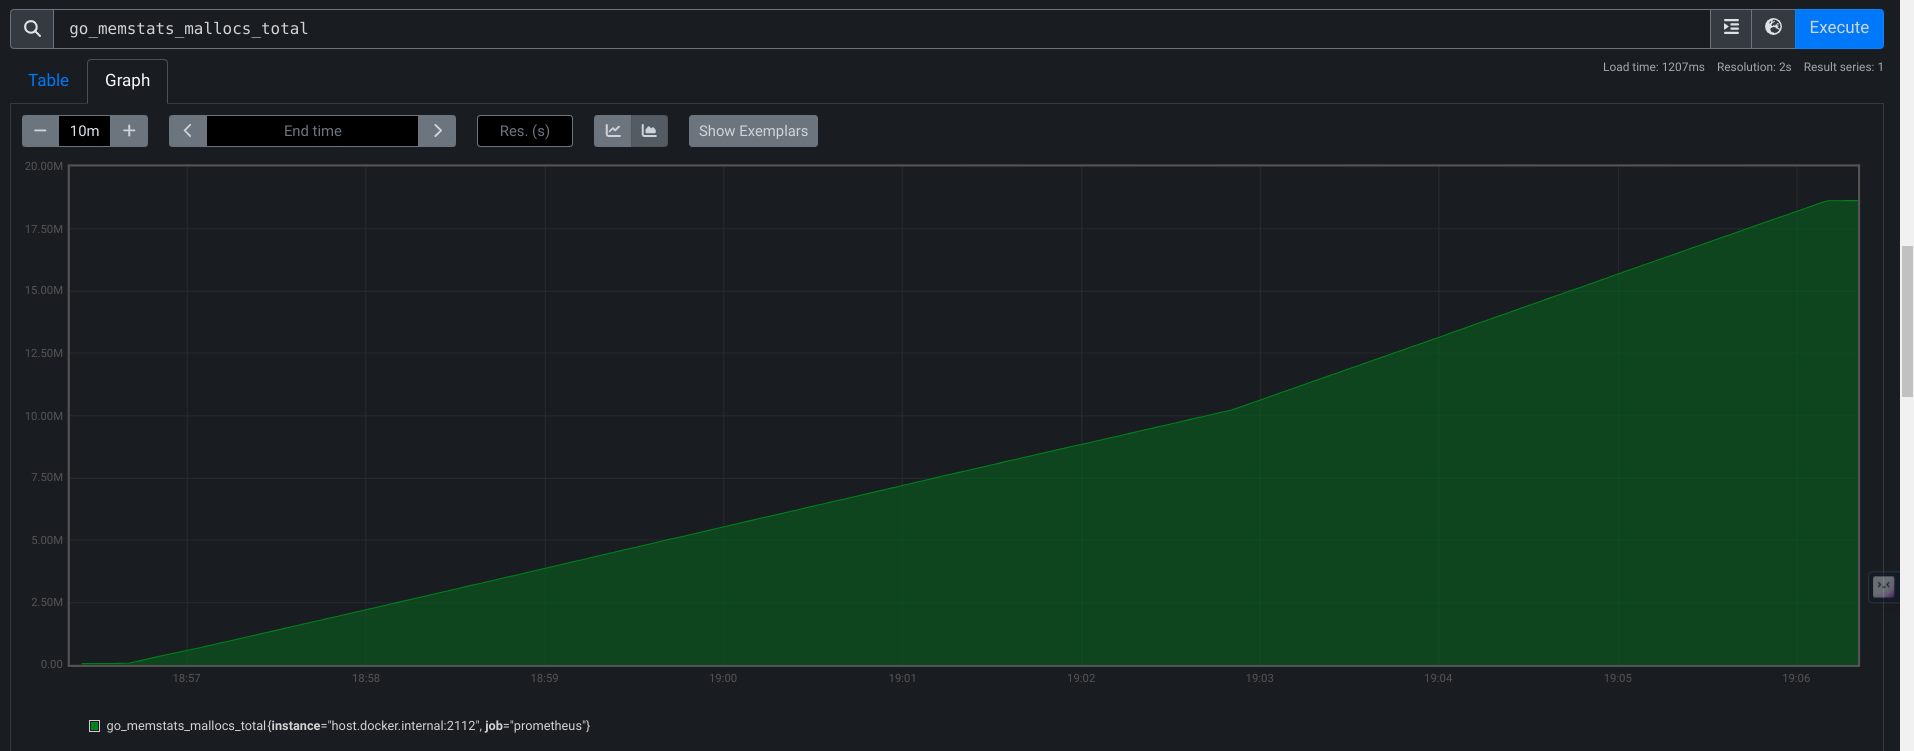 go_memstats_mallocs_total
Execute
Table Graph
Load time: 1207ms Resolution: 2s Result series: 1
10m
End time
Res. (s)
Show Exemplars
20.00M
17.50M
15.00M
12.50M
10.00M
7.50M
5.00M
2.50M
0.00
18:57 18:58 18:59 19:00 19:01 19:02 19:03 19:04 19:05 19:06
go_memstats_mallocs_total{instance="host.docker.internal:2112", job="prometheus"}